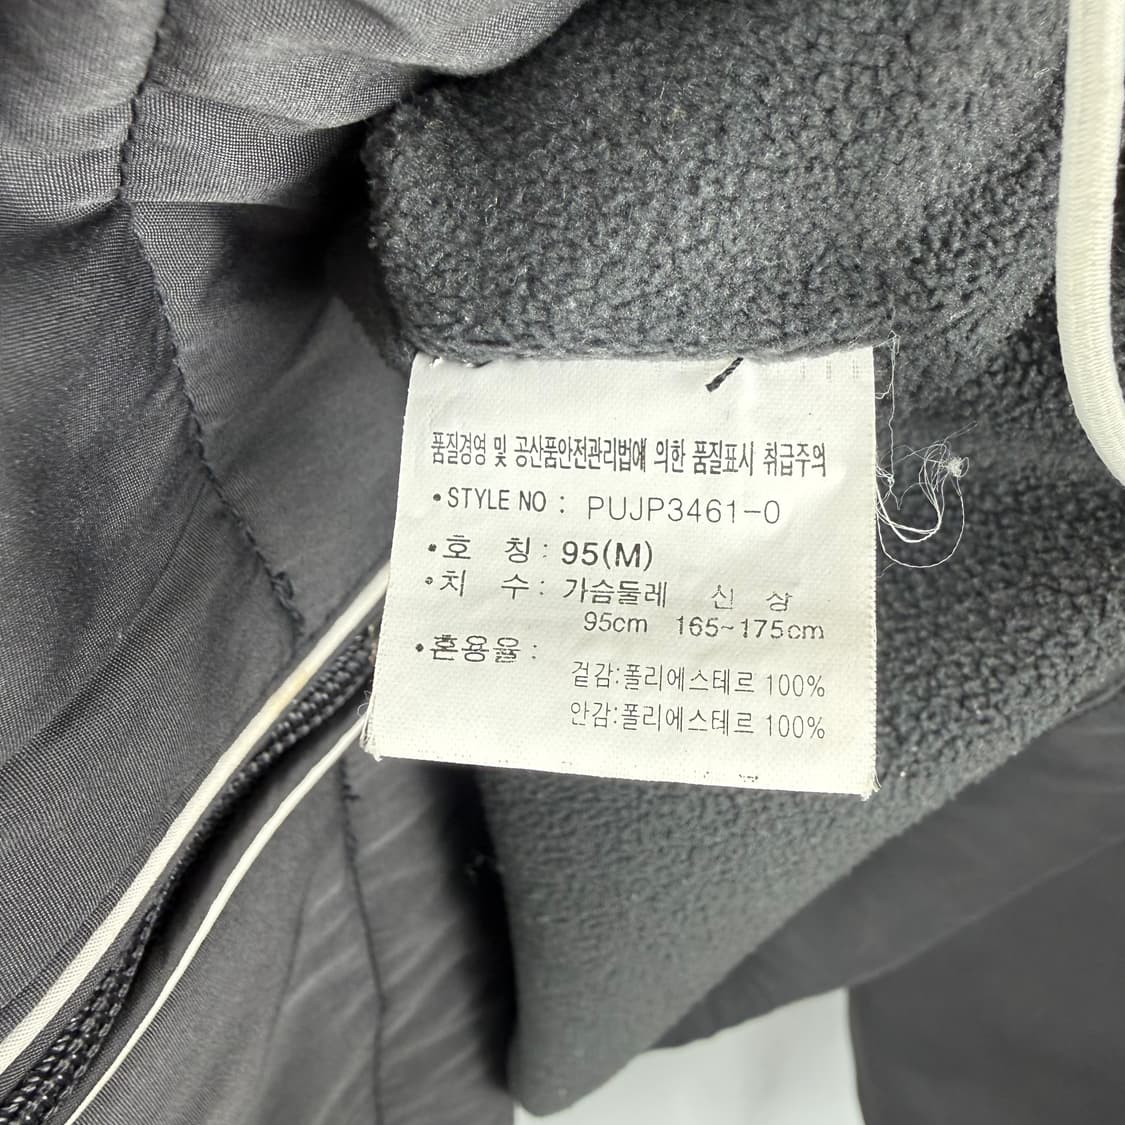 품질경영 및 공산품안전관리법에 의한 품질표시 취급주의
•STYLE NO : PUJP3461-0
•호 칭 : 95(M)
•치 수 : 가슴둘레 신 장
95cm 165~175cm
•혼용율 :
겉감:폴리에스테르 100%
안감:폴리에스테르 100%